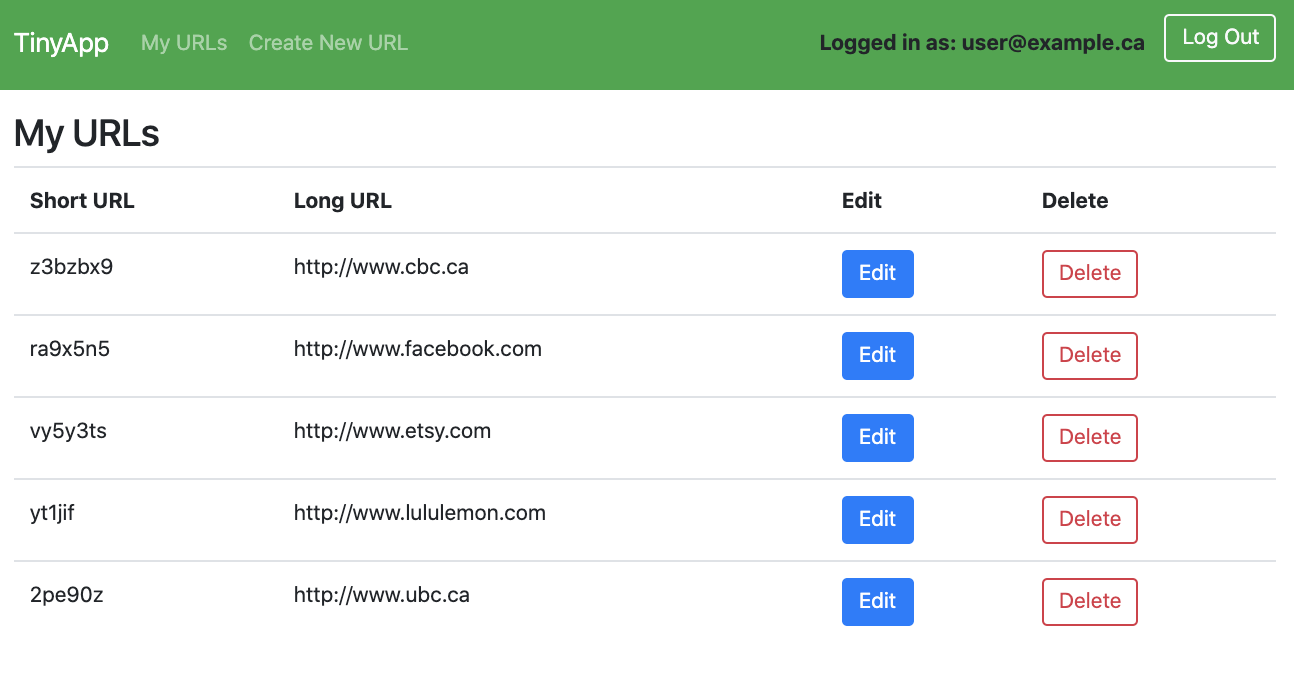 TinyApp My URLs Create New URL Logged in as: user@example.ca Log Out
My URLs
Short URL Long URL Edit Delete
z3bzbx9 http://www.cbc.ca Edit Delete
ra9x5n5 http://www.facebook.com Edit Delete
vy5y3ts http://www.etsy.com Edit Delete
yt1jif http://www.lululemon.com Edit Delete
2pe90z http://www.ubc.ca Edit Delete